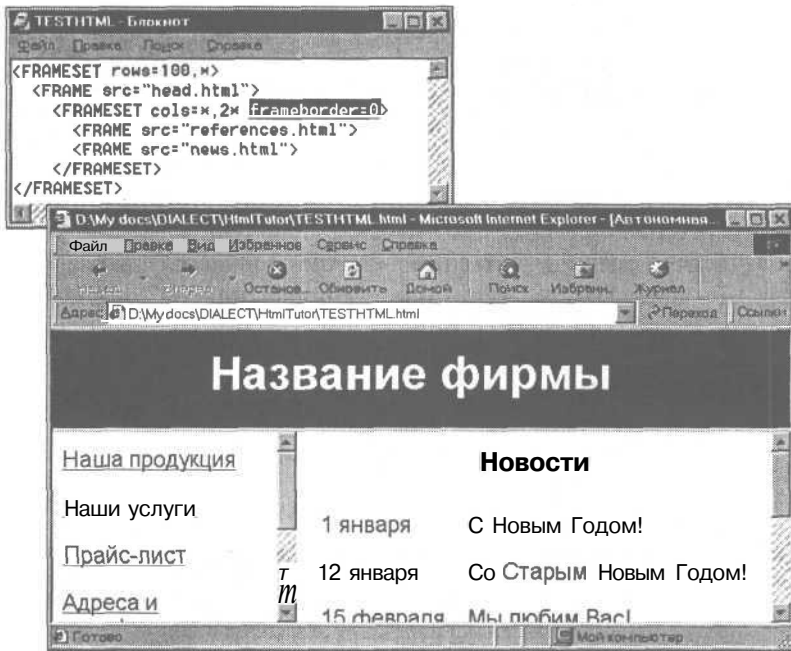 TESTHTML - Блокнот
Файл Правка Поиск Справка
<FRAMESET rows=100,*>
<FRAME src="head.html">
<FRAMESET cols=*,2* frameborder=0>
<FRAME src="references.html">
<FRAME src="news.html">
</FRAMESET>
</FRAMESET>
D:\My docs\DIALECT\HtmlTutor\TESTHTML.html - Microsoft Internet Explorer - [Автономная...
Файл Правка Вид Избранное Сервис Справка
Назад Вперед Останов... Обновить Домой Поиск Избранн. Журнал
Адрес D:\My docs\DIALECT\HtmlTutor\TESTHTML.html Переход Ссылки
Название фирмы
Наша продукция
Наши услуги
Прайс-лист
Адреса и
Новости
1 января С Новым Годом!
12 января Со Старым Новым Годом!
15 февраля Мы любим Вас!
Готово Мой компьютер